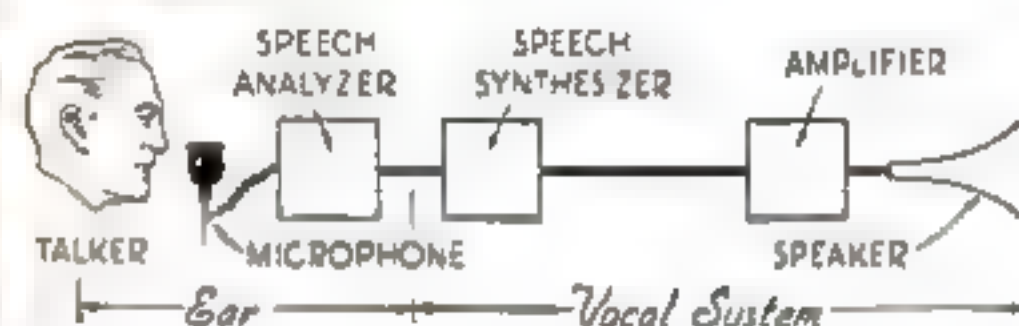 SPEECH
ANALYZER
SPEECH
SYNTHESIZER
AMPLIFIER
TALKER
MICROPHONE
SPEAKER
Ear
Vocal System